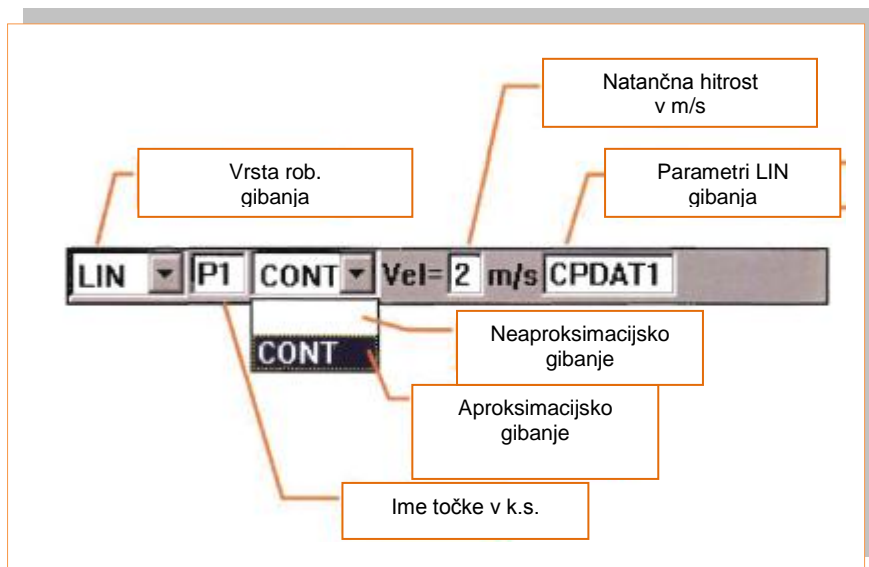 Natančna hitrost
v m/s
Vrsta rob.
gibanja
Parametri LIN
gibanja
LIN P1 CONT Vel= 2 m/s CPDAT1
CONT
Neaproksimacijsko
gibanje
Aproksimacijsko
gibanje
Ime točke v k.s.